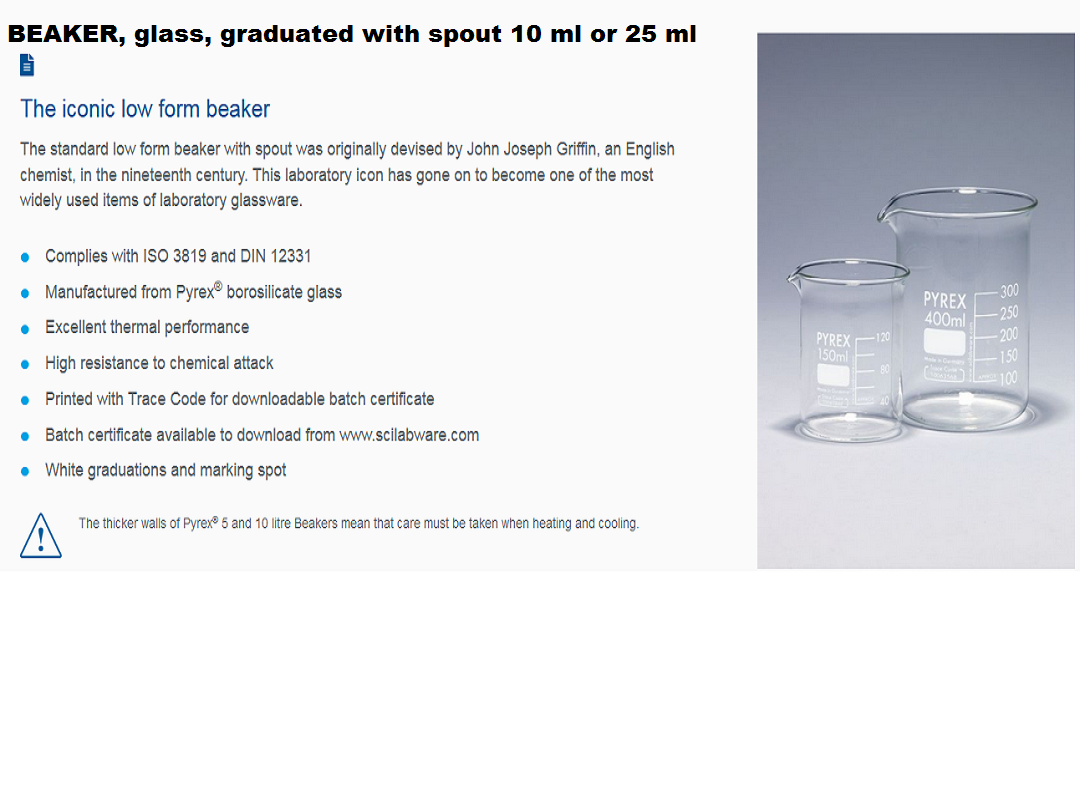 BEAKER, glass, graduated with spout 10 ml or 25 ml
The iconic low form beaker
The standard low form beaker with spout was originally devised by John Joseph Griffin, an English
chemist, in the nineteenth century. This laboratory icon has gone on to become one of the most
widely used items of laboratory glassware.
Complies with ISO 3819 and DIN 12331
Manufactured from Pyrex® borosilicate glass
Excellent thermal performance
High resistance to chemical attack
Printed with Trace Code for downloadable batch certificate
Batch certificate available to download from www.scilabware.com
White graduations and marking spot
The thicker walls of Pyrex® 5 and 10 litre Beakers mean that care must be taken when heating and cooling.
PYREX
150ml
120
80
40
PYREX
400ml
300
250
200
150
100